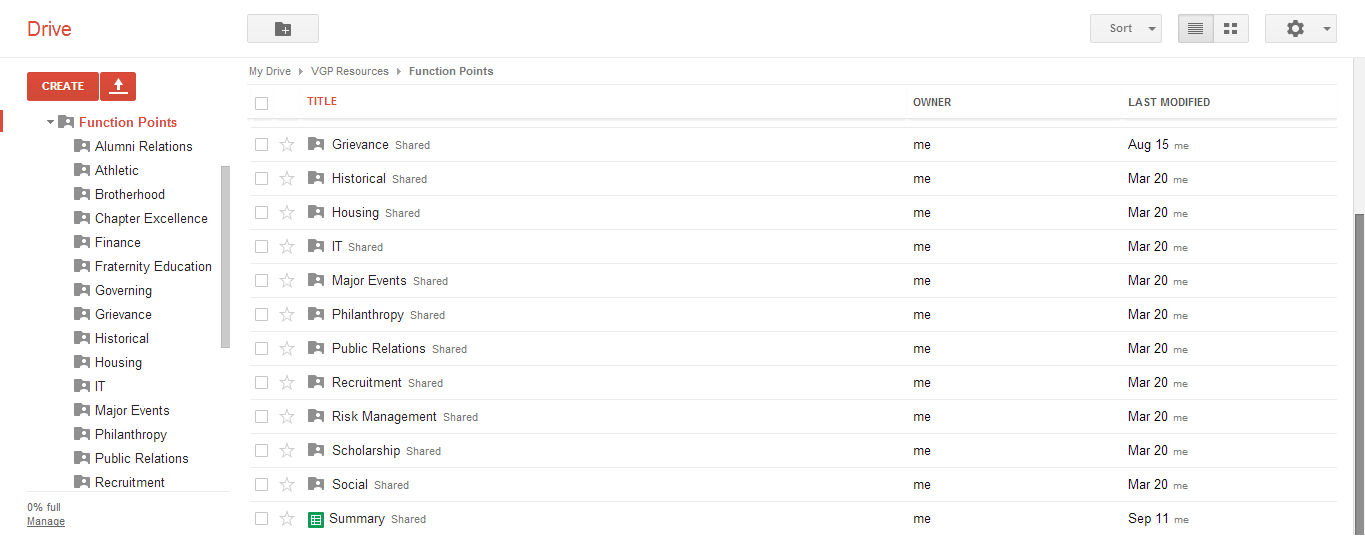 Drive
Sort
CREATE
My Drive VGP Resources Function Points
TITLE OWNER LAST MODIFIED
Function Points
Alumni Relations
Athletic
Brotherhood
Chapter Excellence
Finance
Fraternity Education
Governing
Grievance
Historical
Housing
IT
Major Events
Philanthropy
Public Relations
Recruitment
0% full
Manage
Grievance Shared me Aug 15 me
Historical Shared me Mar 20 me
Housing Shared me Mar 20 me
IT Shared me Mar 20 me
Major Events Shared me Mar 20 me
Philanthropy Shared me Mar 20 me
Public Relations Shared me Mar 20 me
Recruitment Shared me Mar 20 me
Risk Management Shared me Mar 20 me
Scholarship Shared me Mar 20 me
Social Shared me Mar 20 me
Summary Shared me Sep 11 me